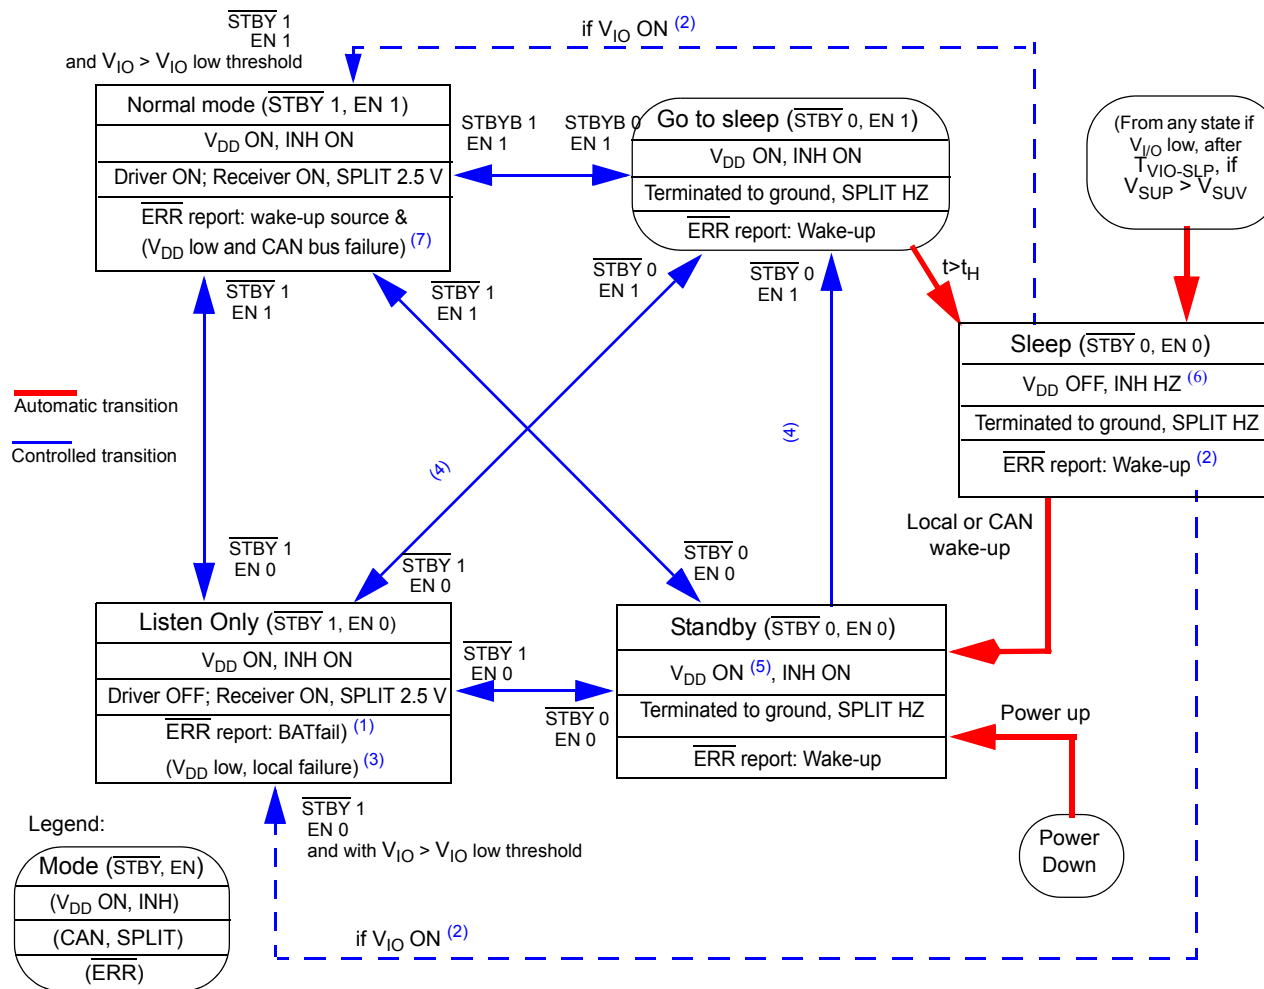 STBY 1
EN 1
and VIO > VIO low threshold
if VIO ON (2)
Normal mode (STBY 1, EN 1)
VDD ON, INH ON
Driver ON; Receiver ON, SPLIT 2.5 V
ERR report: wake-up source &
(VDD low and CAN bus failure) (7)
STBYB 1
EN 1
STBYB 0
EN 1
Go to sleep (STBY 0, EN 1)
VDD ON, INH ON
Terminated to ground, SPLIT HZ
ERR report: Wake-up
(From any state if
VI/O low, after
TVIO-SLP, if
VSUP > VSUV
STBY 1
EN 1
STBY 1
EN 1
STBY 0
EN 1
STBY 0
EN 1
t>tH
Sleep (STBY 0, EN 0)
VDD OFF, INH HZ (6)
Terminated to ground, SPLIT HZ
ERR report: Wake-up (2)
Automatic transition
Controlled transition
(4)
(4)
Local or CAN
wake-up
STBY 1
EN 0
STBY 1
EN 0
STBY 0
EN 0
Listen Only (STBY 1, EN 0)
VDD ON, INH ON
Driver OFF; Receiver ON, SPLIT 2.5 V
ERR report: BATfail) (1)
(VDD low, local failure) (3)
STBY 1
EN 0
STBY 0
EN 0
Standby (STBY 0, EN 0)
VDD ON (5), INH ON
Terminated to ground, SPLIT HZ
ERR report: Wake-up
Power up
Power
Down
STBY 1
EN 0
and with VIO > VIO low threshold
if VIO ON (2)
Legend:
Mode (STBY, EN)
(VDD ON, INH)
(CAN, SPLIT)
(ERR)